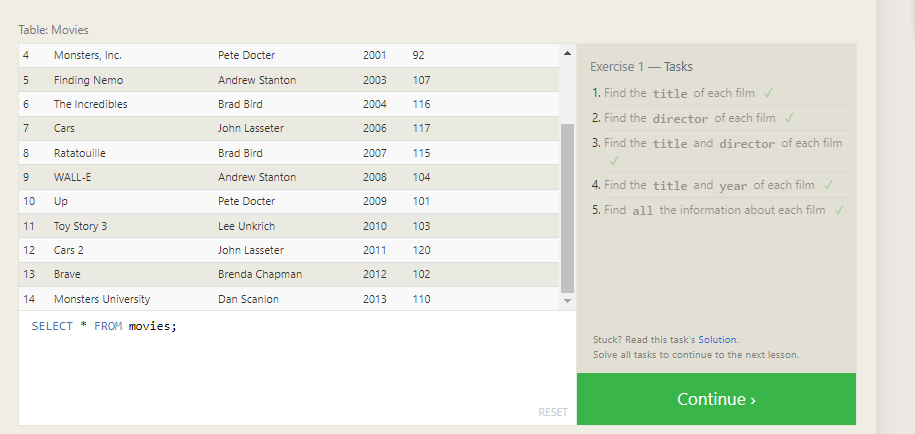 Table: Movies
4 Monsters, Inc. Pete Docter 2001 92
5 Finding Nemo Andrew Stanton 2003 107
6 The Incredibles Brad Bird 2004 116
7 Cars John Lasseter 2006 117
8 Ratatouille Brad Bird 2007 115
9 WALL-E Andrew Stanton 2008 104
10 Up Pete Docter 2009 101
11 Toy Story 3 Lee Unkrich 2010 103
12 Cars 2 John Lasseter 2011 120
13 Brave Brenda Chapman 2012 102
14 Monsters University Dan Scanlon 2013 110
SELECT * FROM movies;
RESET
Exercise 1 — Tasks
1. Find the title of each film ✓
2. Find the director of each film ✓
3. Find the title and director of each film
✓
4. Find the title and year of each film ✓
5. Find all the information about each film ✓
Stuck? Read this task's Solution.
Solve all tasks to continue to the next lesson.
Continue ›